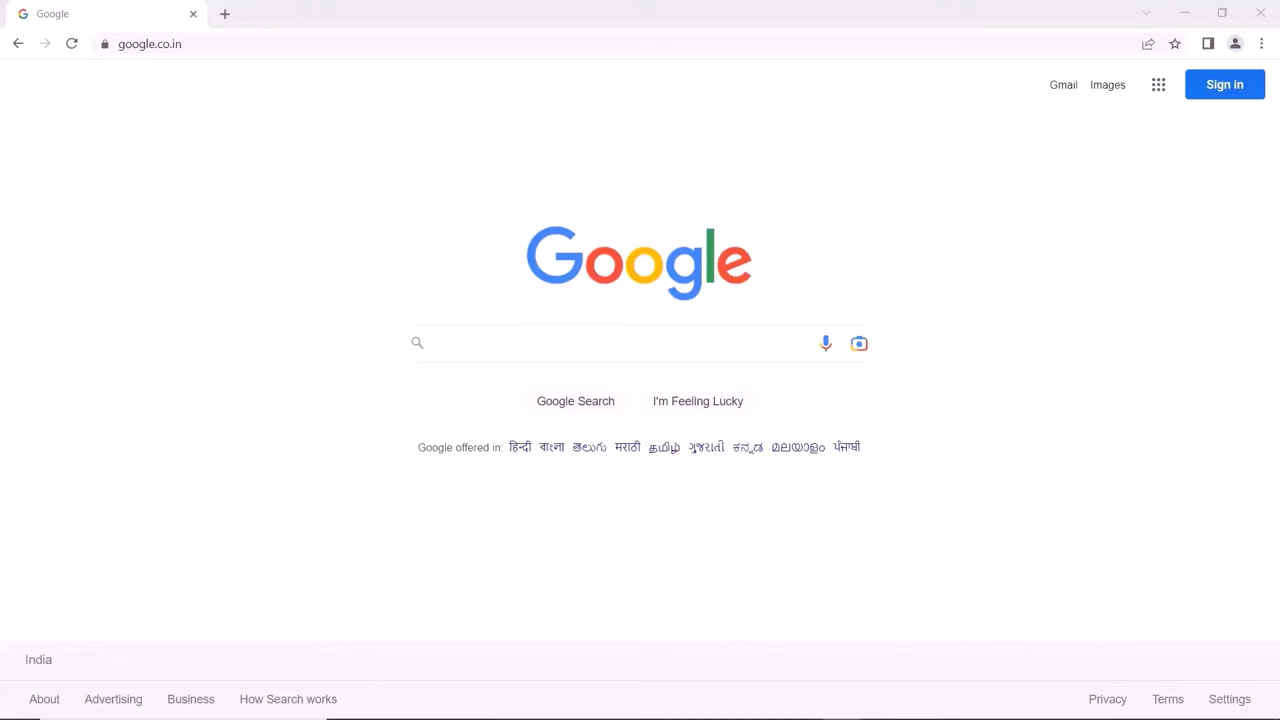 Google
google.co.in
Gmail Images Sign in
Google
Google Search I'm Feeling Lucky
Google offered in: हिन्दी বাংলা తెలుగు मराठी தமிழ் ગુજરાતી ಕನ್ನಡ മലയാളം ਪੰਜਾਬੀ
India
About Advertising Business How Search works Privacy Terms Settings